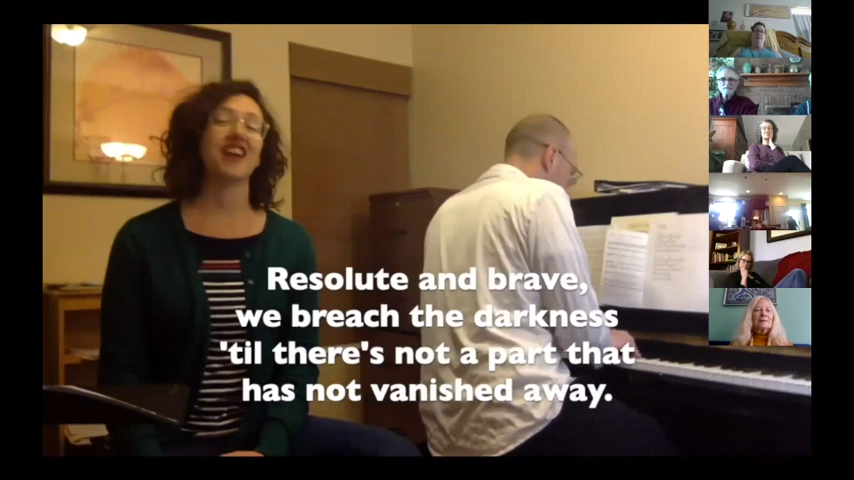 Resolute and brave,
we breach the darkness
'til there's not a part that
has not vanished away.